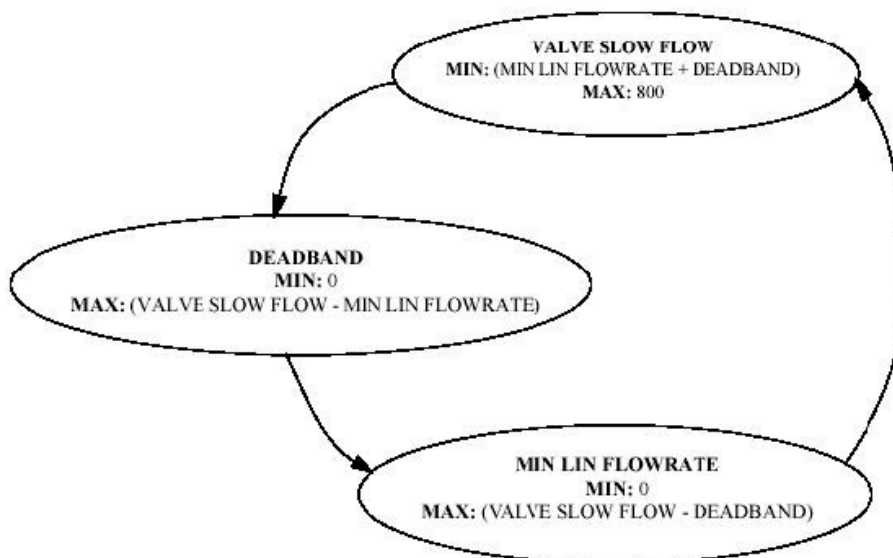 VALVE SLOW FLOW
MIN: (MIN LIN FLOWRATE + DEADBAND)
MAX: 800
DEADBAND
MIN: 0
MAX: (VALVE SLOW FLOW - MIN LIN FLOWRATE)
MIN LIN FLOWRATE
MIN: 0
MAX: (VALVE SLOW FLOW - DEADBAND)